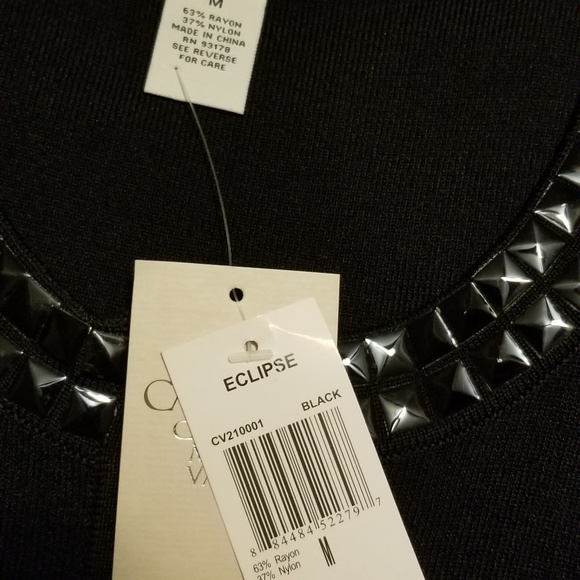 M
63% RAYON
37% NYLON
MADE IN CHINA
RN 93178
SEE REVERSE
FOR CARE
ECLIPSE
CV210001 BLACK
8 84484 52279 7
63% Rayon M
37% Nylon